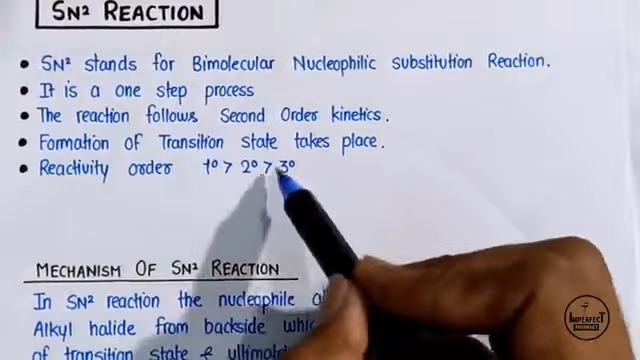 SN² REACTION
• SN² stands for Bimolecular Nucleophilic substitution Reaction.
• It is a one step process
• The reaction follows Second Order kinetics.
• Formation of Transition state takes place.
• Reactivity order 1° > 2° > 3°
MECHANISM OF SN² REACTION
In SN² reaction the nucleophile
Alkyl halide from backside
of transition state &
IMPERFECT
PHARMACY